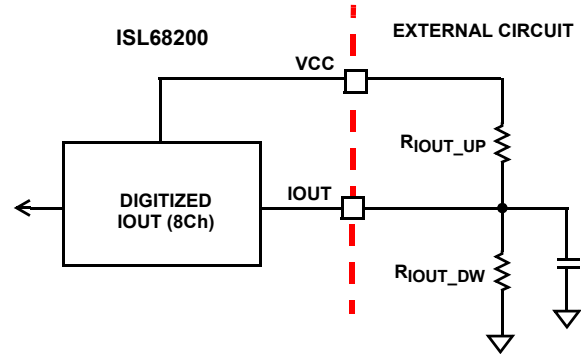 ISL68200
EXTERNAL CIRCUIT
VCC
RIOUT_UP
DIGITIZED
IOUT (8Ch)
IOUT
RIOUT_DW